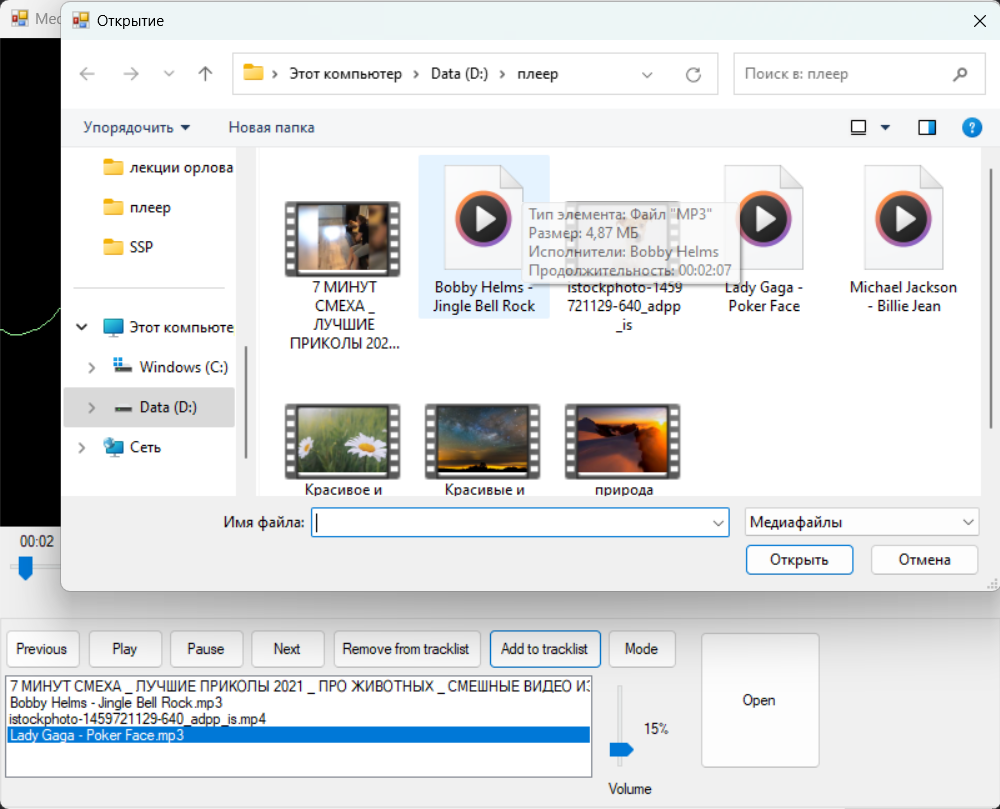 Мес
Открытие
Этот компьютер > Data (D:) > плеер
Поиск в: плеер
Упорядочить
Новая папка
лекции орлова
плеер
SSP
Этот компьюте
Windows (C:)
Data (D:)
Сеть
7 МИНУТ
СМЕХА _
ЛУЧШИЕ
ПРИКОЛЫ 202...
Bobby Helms -
Jingle Bell Rock
Тип элемента: Файл "MP3"
Размер: 4,87 МБ
Исполнители: Bobby Helms
Продолжительность: 00:02:07
istockphoto-1459
721129-640_adpp
_is
Lady Gaga -
Poker Face
Michael Jackson
- Billie Jean
Красивое и
Красивые и
природа
Имя файла:
Медиафайлы
Открыть
Отмена
00:02
Previous
Play
Pause
Next
Remove from tracklist
Add to tracklist
Mode
7 МИНУТ СМЕХА _ ЛУЧШИЕ ПРИКОЛЫ 2021 _ ПРО ЖИВОТНЫХ _ СМЕШНЫЕ ВИДЕО ИЗ
Bobby Helms - Jingle Bell Rock.mp3
istockphoto-1459721129-640_adpp_is.mp4
Lady Gaga - Poker Face.mp3
15%
Volume
Open